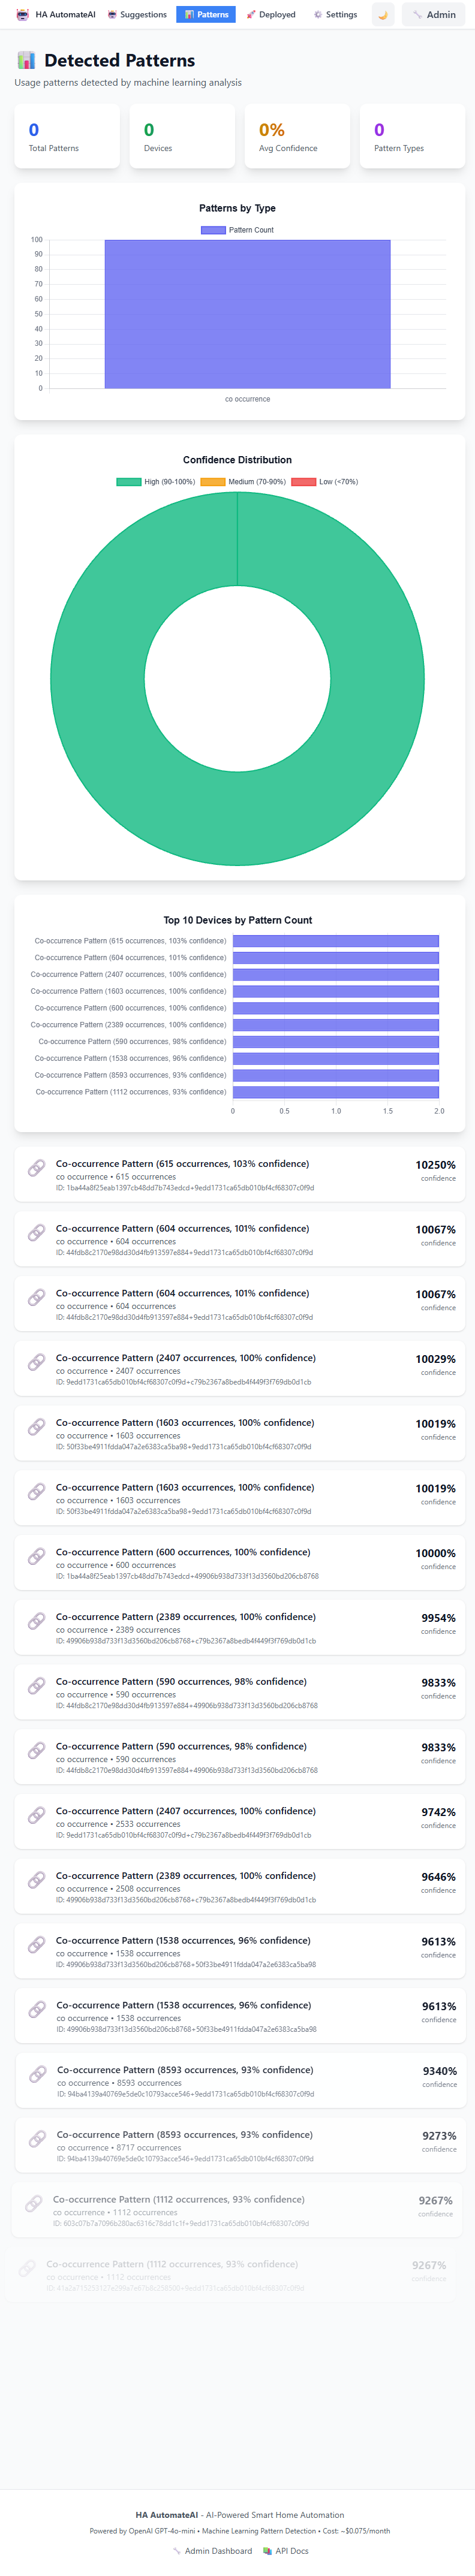 HA AutomateAI Suggestions Patterns Deployed Settings Admin
Detected Patterns
Usage patterns detected by machine learning analysis
0 0 0% 0
Total Patterns Devices Avg Confidence Pattern Types
Patterns by Type
Pattern Count
100
90
80
70
60
50
40
30
20
10
0
co occurrence
Confidence Distribution
High (90-100%) Medium (70-90%) Low (<70%)
Top 10 Devices by Pattern Count
Co-occurrence Pattern (615 occurrences, 103% confidence)
Co-occurrence Pattern (604 occurrences, 101% confidence)
Co-occurrence Pattern (2407 occurrences, 100% confidence)
Co-occurrence Pattern (1603 occurrences, 100% confidence)
Co-occurrence Pattern (600 occurrences, 100% confidence)
Co-occurrence Pattern (2389 occurrences, 100% confidence)
Co-occurrence Pattern (590 occurrences, 98% confidence)
Co-occurrence Pattern (1538 occurrences, 96% confidence)
Co-occurrence Pattern (8593 occurrences, 93% confidence)
Co-occurrence Pattern (1112 occurrences, 93% confidence)
0 0.5 1.0 1.5 2.0
Co-occurrence Pattern (615 occurrences, 103% confidence) 10250%
co occurrence • 615 occurrences confidence
ID: 1ba44a8f25eab1397cb48dd7b743edcd+9edd1731ca65db010bf4cf68307c0f9d
Co-occurrence Pattern (604 occurrences, 101% confidence) 10067%
co occurrence • 604 occurrences confidence
ID: 44fdb8c2170e98dd30d4fb913597e884+9edd1731ca65db010bf4cf68307c0f9d
Co-occurrence Pattern (604 occurrences, 101% confidence) 10067%
co occurrence • 604 occurrences confidence
ID: 44fdb8c2170e98dd30d4fb913597e884+9edd1731ca65db010bf4cf68307c0f9d
Co-occurrence Pattern (2407 occurrences, 100% confidence) 10029%
co occurrence • 2407 occurrences confidence
ID: 9edd1731ca65db010bf4cf68307c0f9d+c79b2367a8bedb4f449f3f769db0d1cb
Co-occurrence Pattern (1603 occurrences, 100% confidence) 10019%
co occurrence • 1603 occurrences confidence
ID: 50f33be4911fdda047a2e6383ca5ba98+9edd1731ca65db010bf4cf68307c0f9d
Co-occurrence Pattern (1603 occurrences, 100% confidence) 10019%
co occurrence • 1603 occurrences confidence
ID: 50f33be4911fdda047a2e6383ca5ba98+9edd1731ca65db010bf4cf68307c0f9d
Co-occurrence Pattern (600 occurrences, 100% confidence) 10000%
co occurrence • 600 occurrences confidence
ID: 1ba44a8f25eab1397cb48dd7b743edcd+49906b938d733f13d3560bd206cb8768
Co-occurrence Pattern (2389 occurrences, 100% confidence) 9954%
co occurrence • 2389 occurrences confidence
ID: 49906b938d733f13d3560bd206cb8768+c79b2367a8bedb4f449f3f769db0d1cb
Co-occurrence Pattern (590 occurrences, 98% confidence) 9833%
co occurrence • 590 occurrences confidence
ID: 44fdb8c2170e98dd30d4fb913597e884+49906b938d733f13d3560bd206cb8768
Co-occurrence Pattern (590 occurrences, 98% confidence) 9833%
co occurrence • 590 occurrences confidence
ID: 44fdb8c2170e98dd30d4fb913597e884+49906b938d733f13d3560bd206cb8768
Co-occurrence Pattern (2407 occurrences, 100% confidence) 9742%
co occurrence • 2533 occurrences confidence
ID: 9edd1731ca65db010bf4cf68307c0f9d+c79b2367a8bedb4f449f3f769db0d1cb
Co-occurrence Pattern (2389 occurrences, 100% confidence) 9646%
co occurrence • 2508 occurrences confidence
ID: 49906b938d733f13d3560bd206cb8768+c79b2367a8bedb4f449f3f769db0d1cb
Co-occurrence Pattern (1538 occurrences, 96% confidence) 9613%
co occurrence • 1538 occurrences confidence
ID: 49906b938d733f13d3560bd206cb8768+50f33be4911fdda047a2e6383ca5ba98
Co-occurrence Pattern (1538 occurrences, 96% confidence) 9613%
co occurrence • 1538 occurrences confidence
ID: 49906b938d733f13d3560bd206cb8768+50f33be4911fdda047a2e6383ca5ba98
Co-occurrence Pattern (8593 occurrences, 93% confidence) 9340%
co occurrence • 8593 occurrences confidence
ID: 94ba4139a40769e5de0c10793acce546+9edd1731ca65db010bf4cf68307c0f9d
Co-occurrence Pattern (8593 occurrences, 93% confidence) 9273%
co occurrence • 8717 occurrences confidence
ID: 94ba4139a40769e5de0c10793acce546+9edd1731ca65db010bf4cf68307c0f9d
Co-occurrence Pattern (1112 occurrences, 93% confidence) 9267%
co occurrence • 1112 occurrences confidence
ID: 603c07b7a7096b280ac6316c78dd1c1f+9edd1731ca65db010bf4cf68307c0f9d
Co-occurrence Pattern (1112 occurrences, 93% confidence) 9267%
co occurrence • 1112 occurrences confidence
HA AutomateAI - AI-Powered Smart Home Automation
Powered by OpenAI GPT-4o-mini • Machine Learning Pattern Detection • Cost: ~$0.075/month
Admin Dashboard API Docs